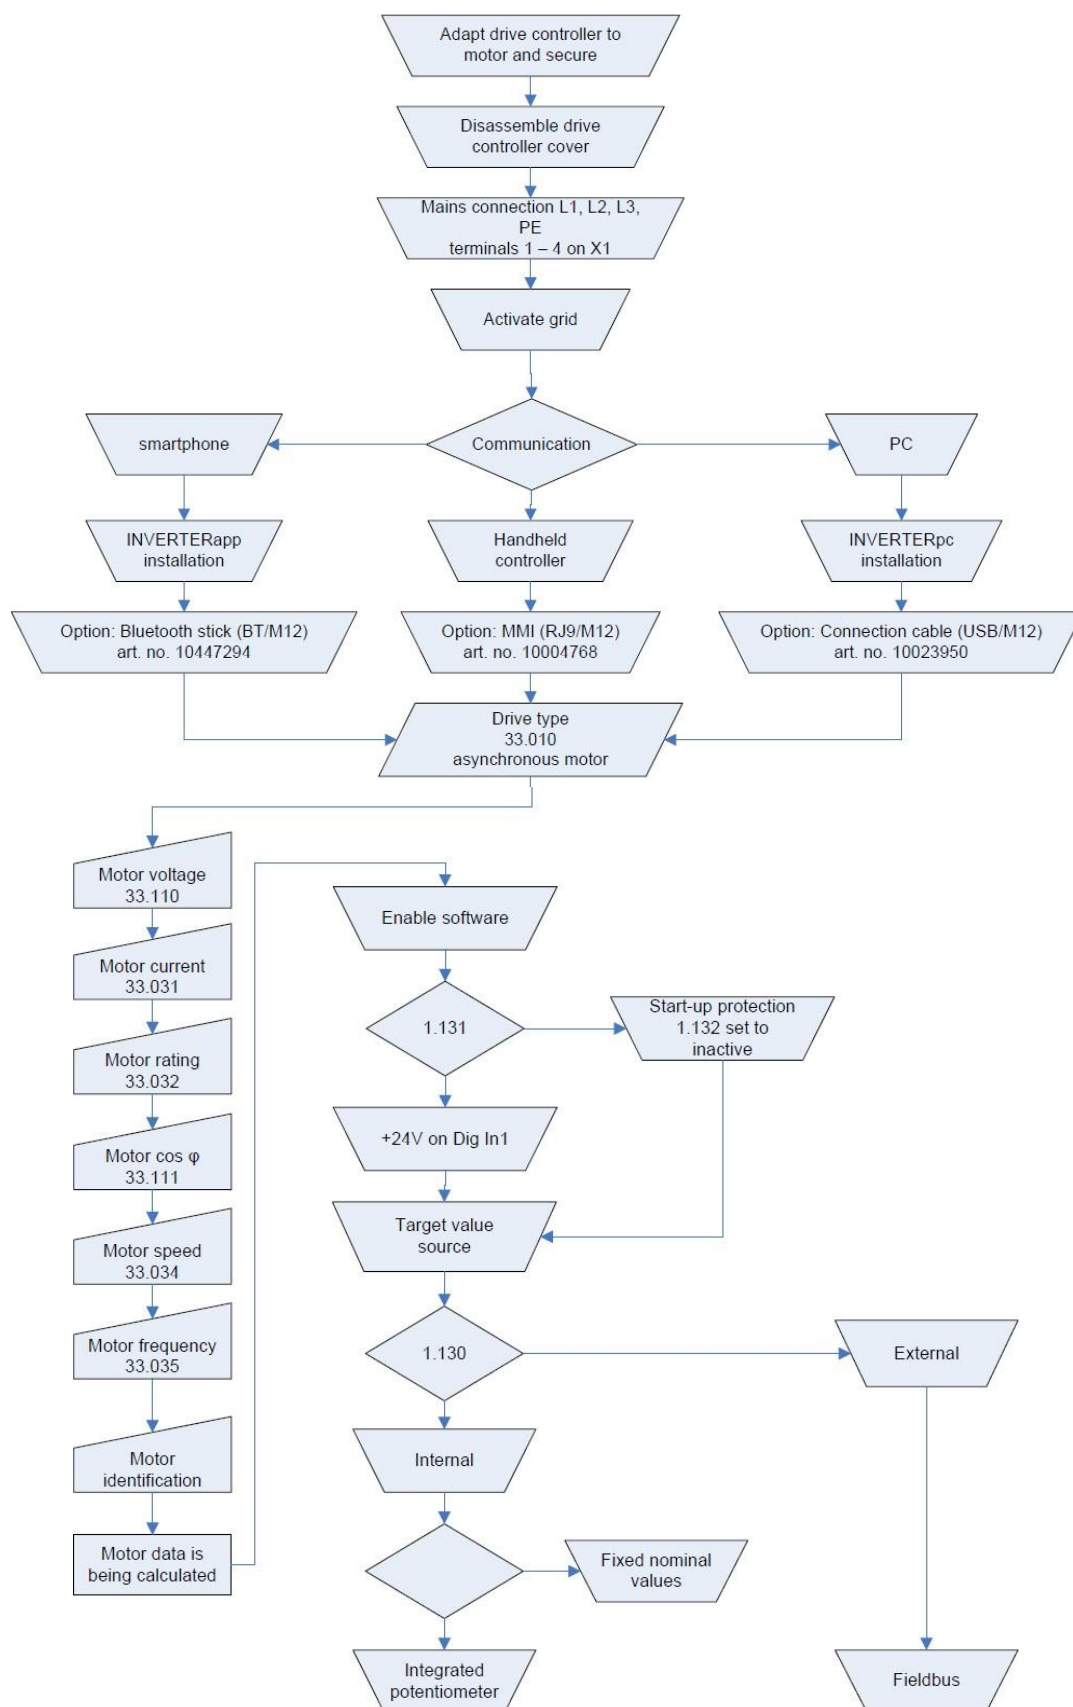 Adapt drive controller to
motor and secure
Disassemble drive
controller cover
Mains connection L1, L2, L3,
PE
terminals 1 – 4 on X1
Activate grid
smartphone
Communication
PC
INVERTERapp
installation
Handheld
controller
INVERTERpc
installation
Option: Bluetooth stick (BT/M12)
art. no. 10447294
Option: MMI (RJ9/M12)
art. no. 10004768
Option: Connection cable (USB/M12)
art. no. 10023950
Drive type
33.010
asynchronous motor
Motor voltage
33.110
Motor current
33.031
Motor rating
33.032
Motor cos φ
33.111
Motor speed
33.034
Motor frequency
33.035
Motor
identification
Motor data is
being calculated
Enable software
1.131
Start-up protection
1.132 set to
inactive
+24V on Dig In1
Target value
source
1.130
External
Internal
Fixed nominal
values
Integrated
potentiometer
Fieldbus